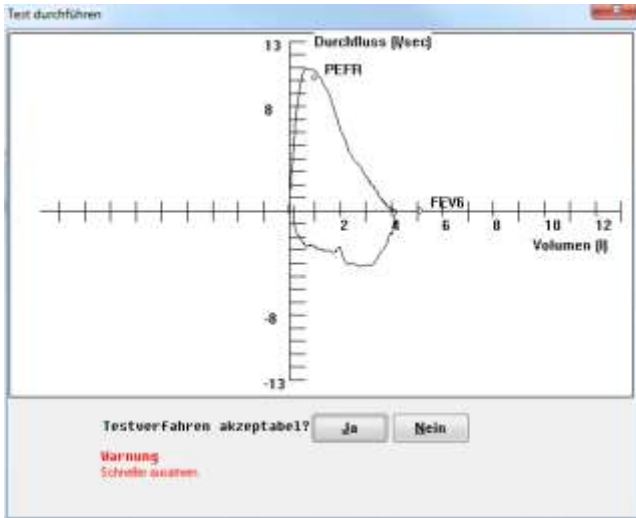 Test durchführen
13
Durchfluss (l/sec)
PEFR
8
FEV6
2
4
6
8
10
12
Volumen (l)
-8
-13
Testverfahren akzeptabel?
Ja
Nein
Warnung
Schneller ausatmen.